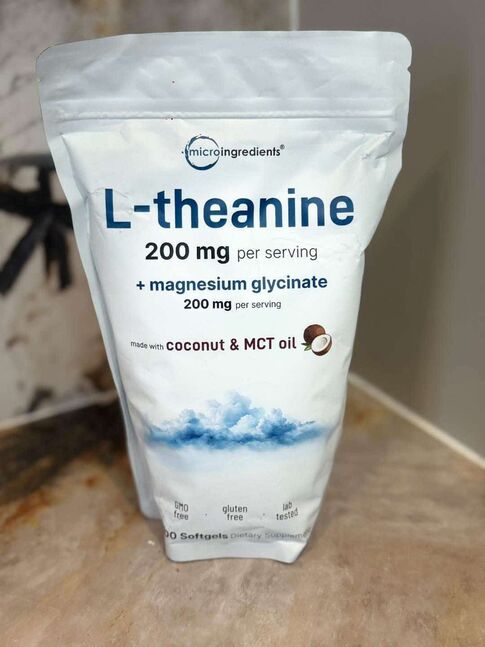 microingredients®
L-theanine
200 mg per serving
+ magnesium glycinate
200 mg per serving
made with coconut & MCT oil
GMO free
gluten free
lab tested
Softgels Dietary